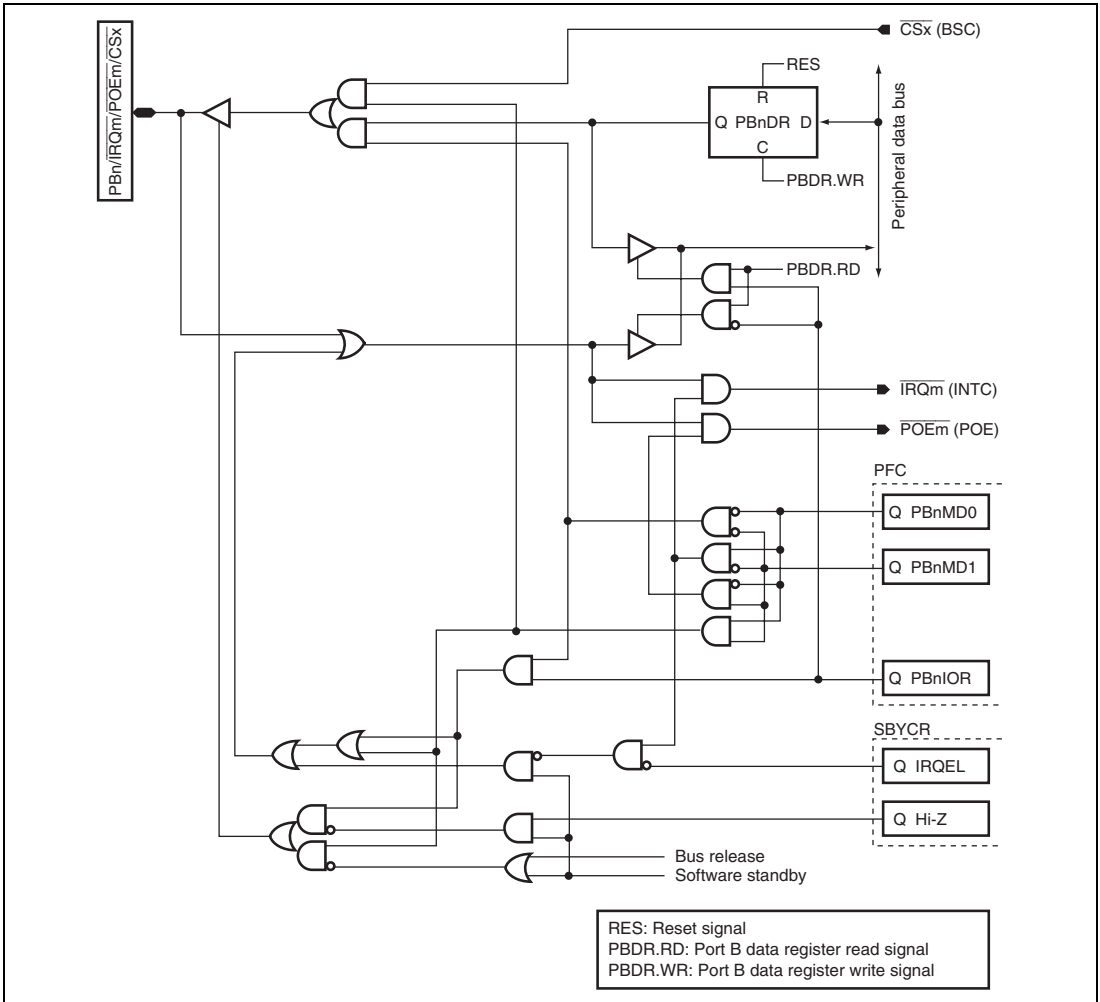 PBn/IRQm/POEm/CSx
CSx (BSC)
RES
R
Q PBnDR D
C
PBDR.WR
Peripheral data bus
PBDR.RD
IRQm (INTC)
POEm (POE)
PFC
Q PBnMD0
Q PBnMD1
Q PBnIOR
SBYCR
Q IRQEL
Q Hi-Z
Bus release
Software standby
RES: Reset signal
PBDR.RD: Port B data register read signal
PBDR.WR: Port B data register write signal